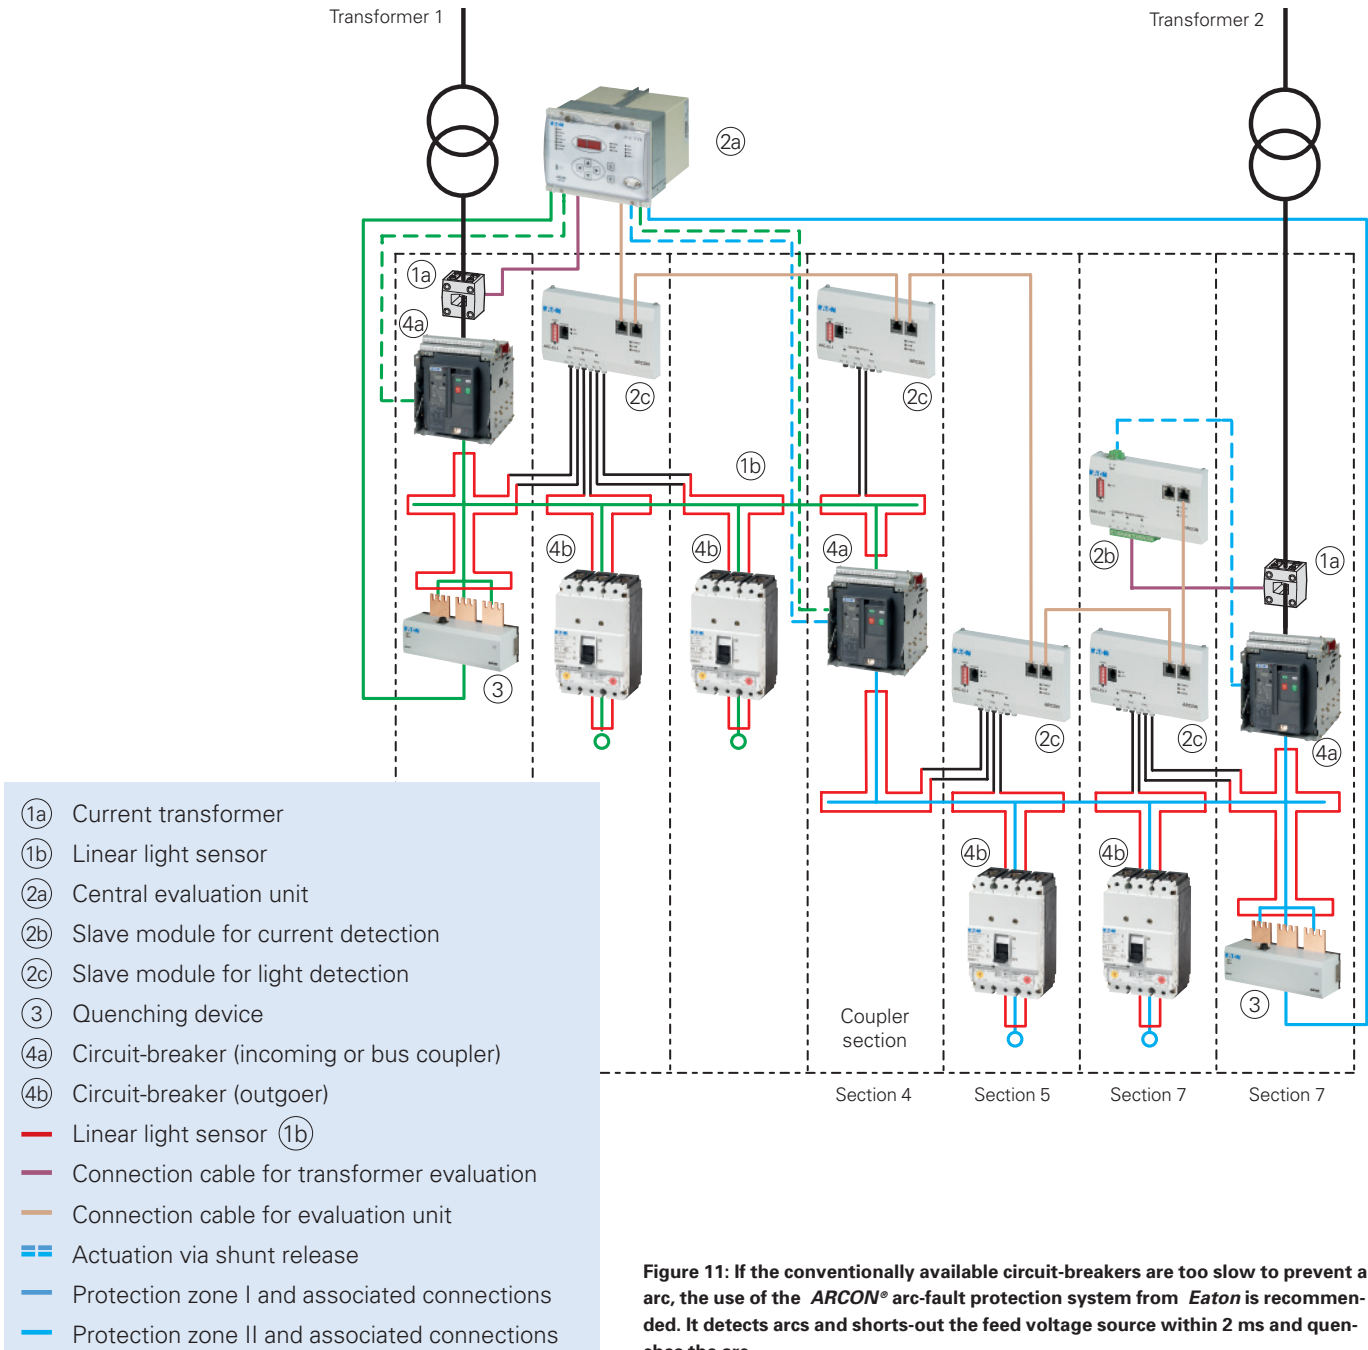 Transformer 1
Transformer 2
2a
1a
4a
2c
2c
1b
4b
4b
4a
2b
1a
3
2c
2c
4a
4b
4b
3
Coupler
section
Section 4
Section 5
Section 7
Section 7
1a Current transformer
1b Linear light sensor
2a Central evaluation unit
2b Slave module for current detection
2c Slave module for light detection
3 Quenching device
4a Circuit-breaker (incoming or bus coupler)
4b Circuit-breaker (outgoer)
Linear light sensor 1b
Connection cable for transformer evaluation
Connection cable for evaluation unit
Actuation via shunt release
Protection zone I and associated connections
Protection zone II and associated connections
Figure 11: If the conventionally available circuit-breakers are too slow to prevent a
arc, the use of the ARCON® arc-fault protection system from Eaton is recommen-
ded. It detects arcs and shorts-out the feed voltage source within 2 ms and quen-
ches the arc